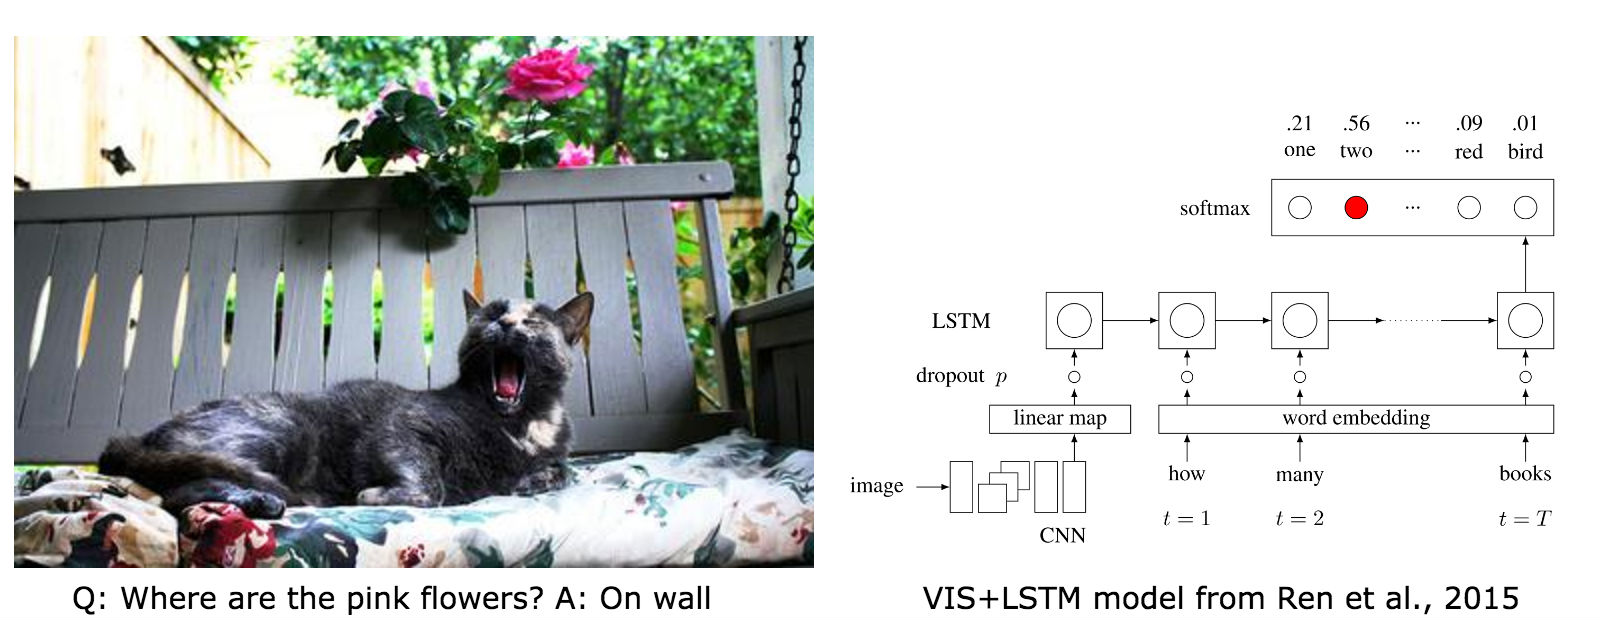 .21 .56 ... .09 .01
one two ... red bird
softmax ...
LSTM
dropout p
linear map word embedding
image how many books
t = 1 t = 2 t = T
CNN
Q: Where are the pink flowers? A: On wall
VIS+LSTM model from Ren et al., 2015